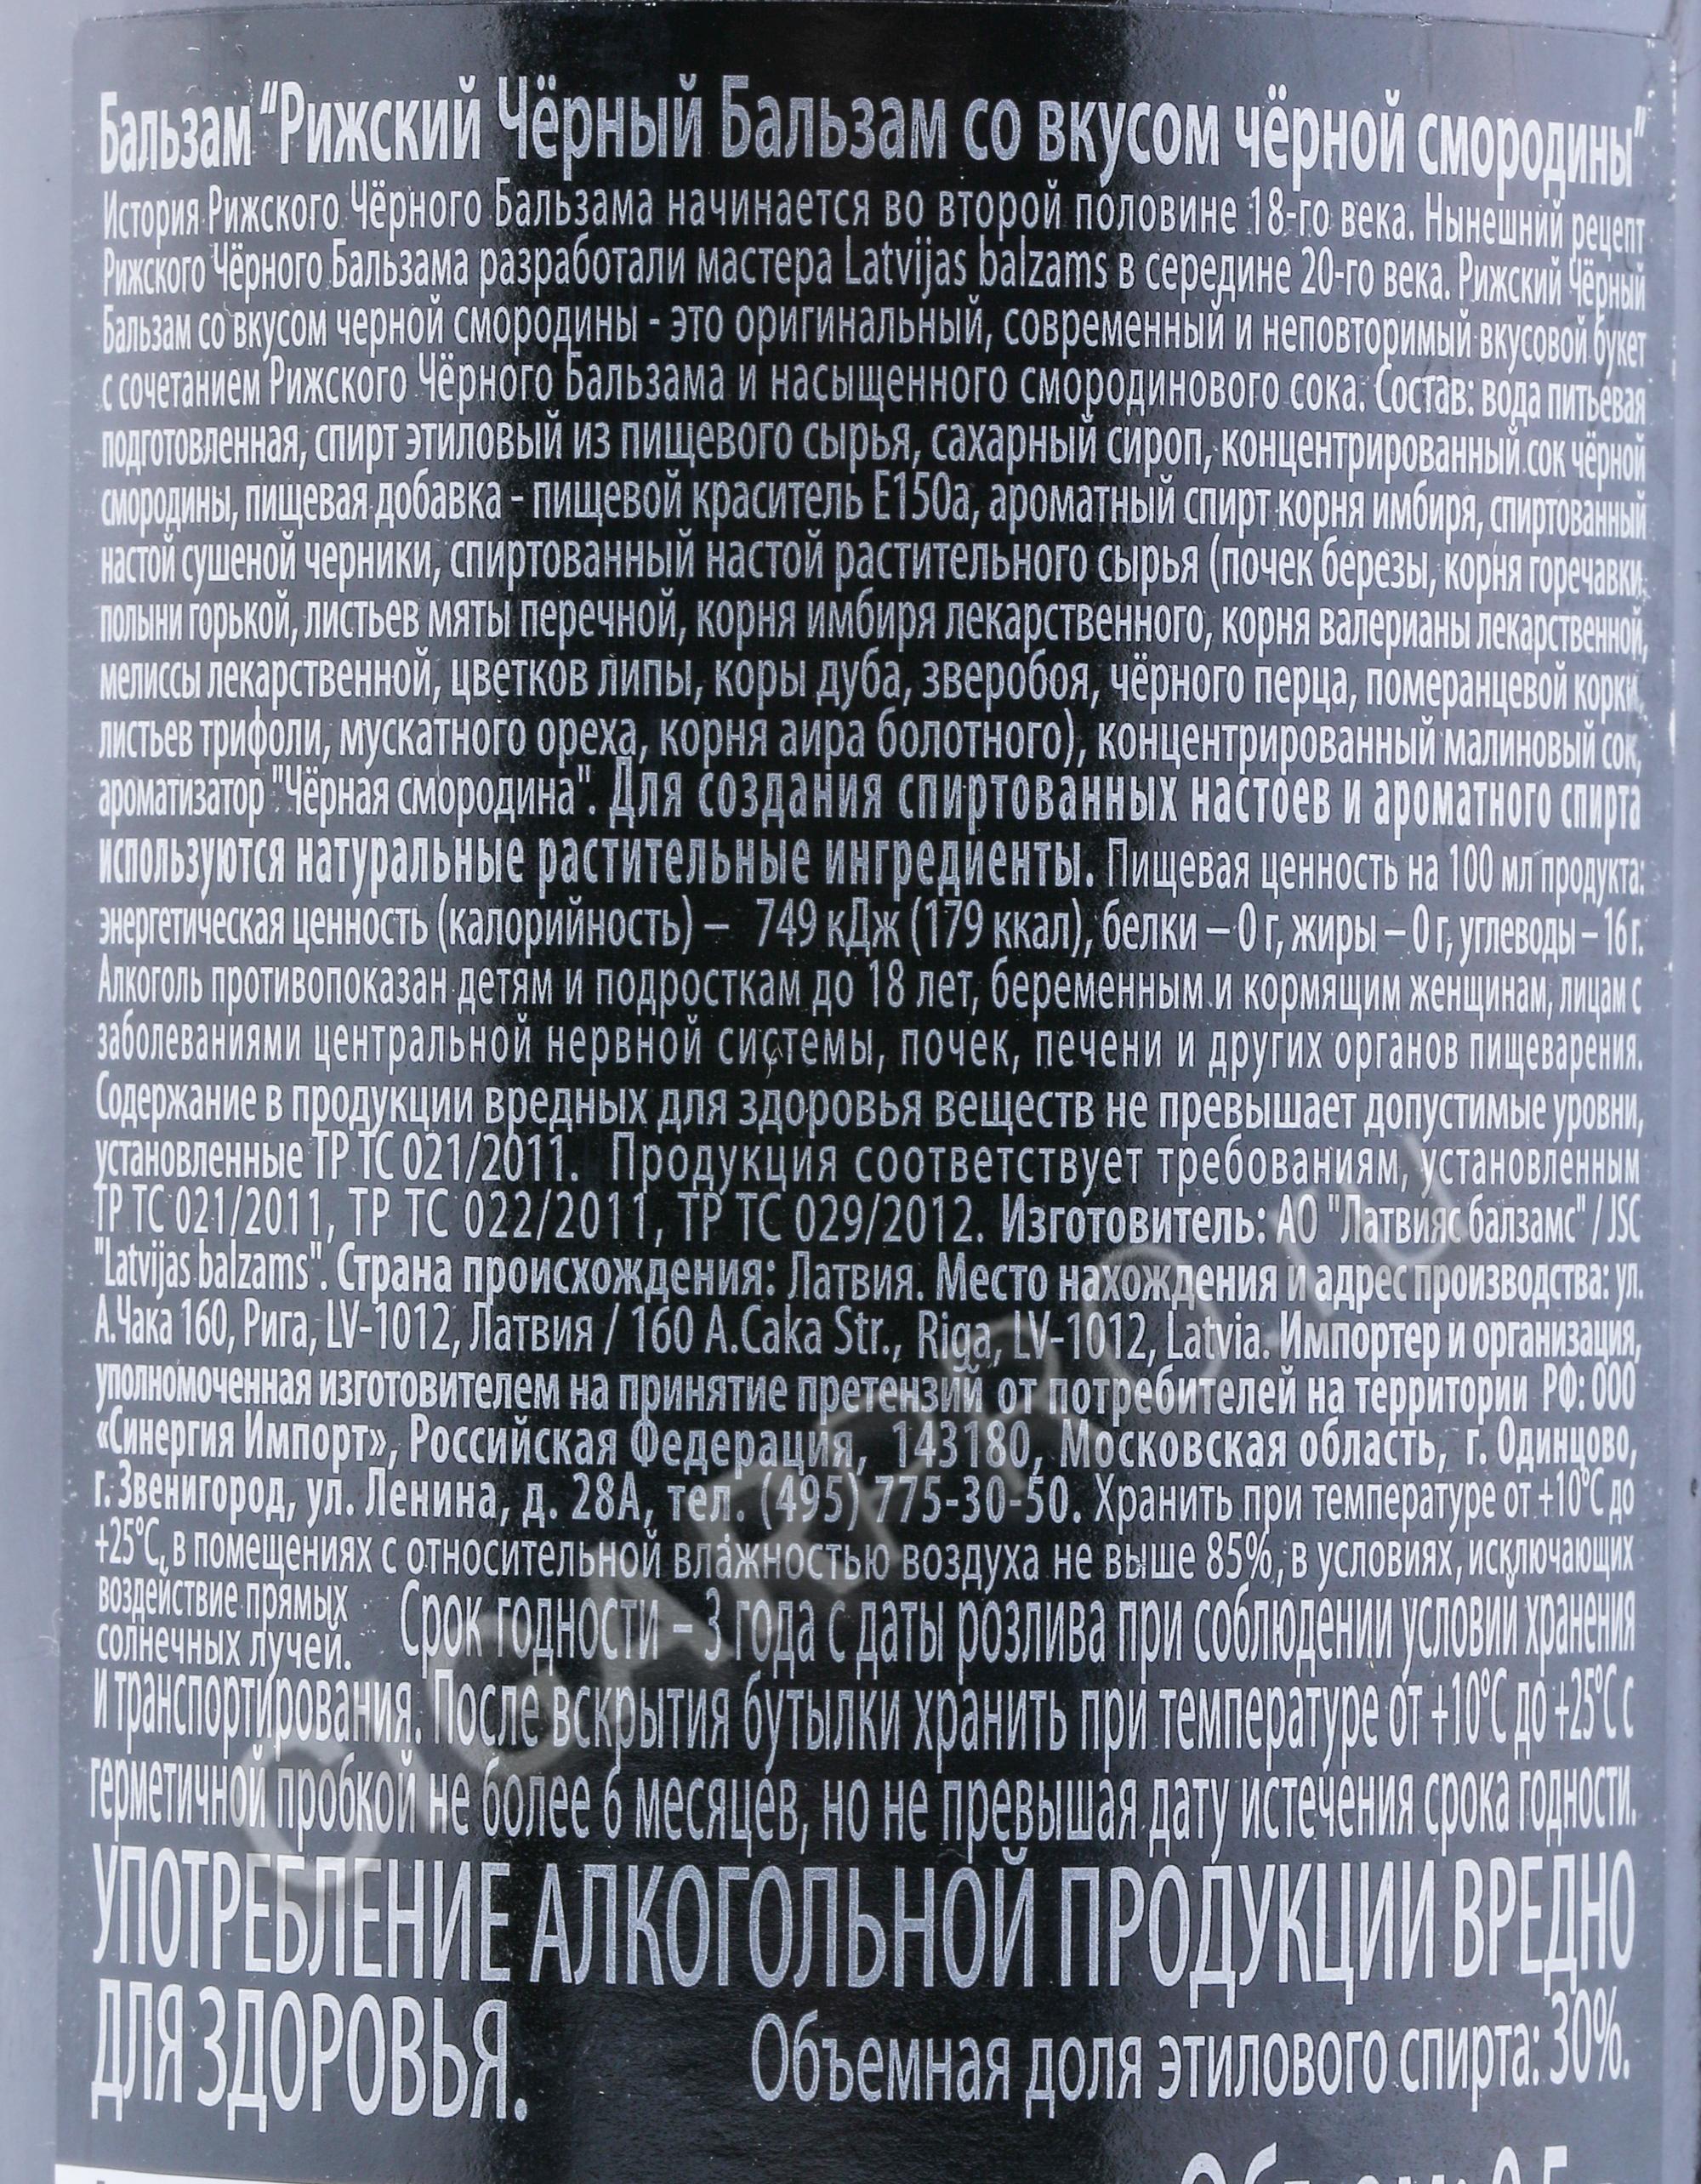 Бальзам "Рижский Чёрный Бальзам со вкусом чёрной смородины"
История Рижского Чёрного Бальзама начинается во второй половине 18-го века. Нынешний рецепт
Рижского Чёрного Бальзама разработали мастера Latvijas balzams в середине 20-го века. Рижский Чёрный
Бальзам со вкусом черной смородины - это оригинальный, современный и неповторимый вкусовой букет
с сочетанием Рижского Чёрного Бальзама и насыщенного смородинового сока. Состав: вода питьевая
подготовленная, спирт этиловый из пищевого сырья, сахарный сироп, концентрированный сок чёрной
смородины, пищевая добавка - пищевой краситель Е150а, ароматный спирт корня имбиря, спиртованный
настой сушеной черники, спиртованный настой растительного сырья (почек березы, корня горечавки,
полыни горькой, листьев мяты перечной, корня имбиря лекарственного, корня валерианы лекарственной,
мелиссы лекарственной, цветков липы, коры дуба, зверобоя, чёрного перца, померанцевой корки,
листьев трифоли, мускатного ореха, корня аира болотного), концентрированный малиновый сок,
ароматизатор "Чёрная смородина". Для создания спиртованных настоев и ароматного спирта
используются натуральные растительные ингредиенты. Пищевая ценность на 100 мл продукта:
энергетическая ценность (калорийность) – 749 кДж (179 ккал), белки – 0 г, жиры – 0 г, углеводы – 16 г.
Алкоголь противопоказан детям и подросткам до 18 лет, беременным и кормящим женщинам, лицам с
заболеваниями центральной нервной системы, почек, печени и других органов пищеварения.
Содержание в продукции вредных для здоровья веществ не превышает допустимые уровни,
установленные ТР ТС 021/2011. Продукция соответствует требованиям, установленным
ТР ТС 021/2011, ТР ТС 022/2011, ТР ТС 029/2012. Изготовитель: АО "Латвияс балзамс" / JSC
"Latvijas balzams". Страна происхождения: Латвия. Место нахождения и адрес производства: ул.
А.Чака 160, Рига, LV-1012, Латвия / 160 A.Caka Str., Riga, LV-1012, Latvia. Импортер и организация,
уполномоченная изготовителем на принятие претензий от потребителей на территории РФ: ООО
«Синергия Импорт», Российская Федерация, 143180, Московская область, г. Одинцово,
г. Звенигород, ул. Ленина, д. 28А, тел. (495) 775-30-50. Хранить при температуре от +10°С до
+25°С, в помещениях с относительной влажностью воздуха не выше 85%, в условиях, исключающих
воздействие прямых
солнечных лучей. Срок годности – 3 года с даты розлива при соблюдении условий хранения
и транспортирования. После вскрытия бутылки хранить при температуре от +10°С до +25°С с
герметичной пробкой не более 6 месяцев, но не превышая дату истечения срока годности.
УПОТРЕБЛЕНИЕ АЛКОГОЛЬНОЙ ПРОДУКЦИИ ВРЕДНО
ДЛЯ ЗДОРОВЬЯ. Объемная доля этилового спирта: 30%.
CIGARPRO.ru